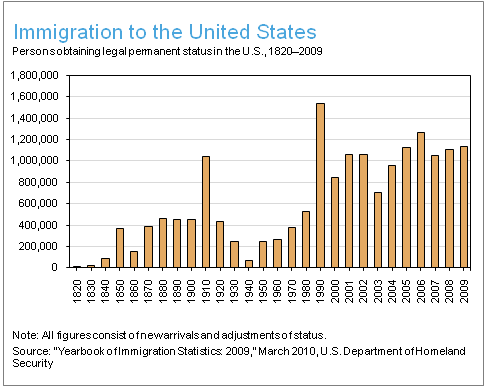 Immigration to the United States
Persons obtaining legal permanent status in the U.S., 1820–2009
1,800,000
1,600,000
1,400,000
1,200,000
1,000,000
800,000
600,000
400,000
200,000
0
1820 1830 1840 1850 1860 1870 1880 1890 1900 1910 1920 1930 1940 1950 1960 1970 1980 1990 2000 2001 2002 2003 2004 2005 2006 2007 2008 2009
Note: All figures consist of new arrivals and adjustments of status.
Source: "Yearbook of Immigration Statistics: 2009," March 2010, U.S. Department of Homeland
Security